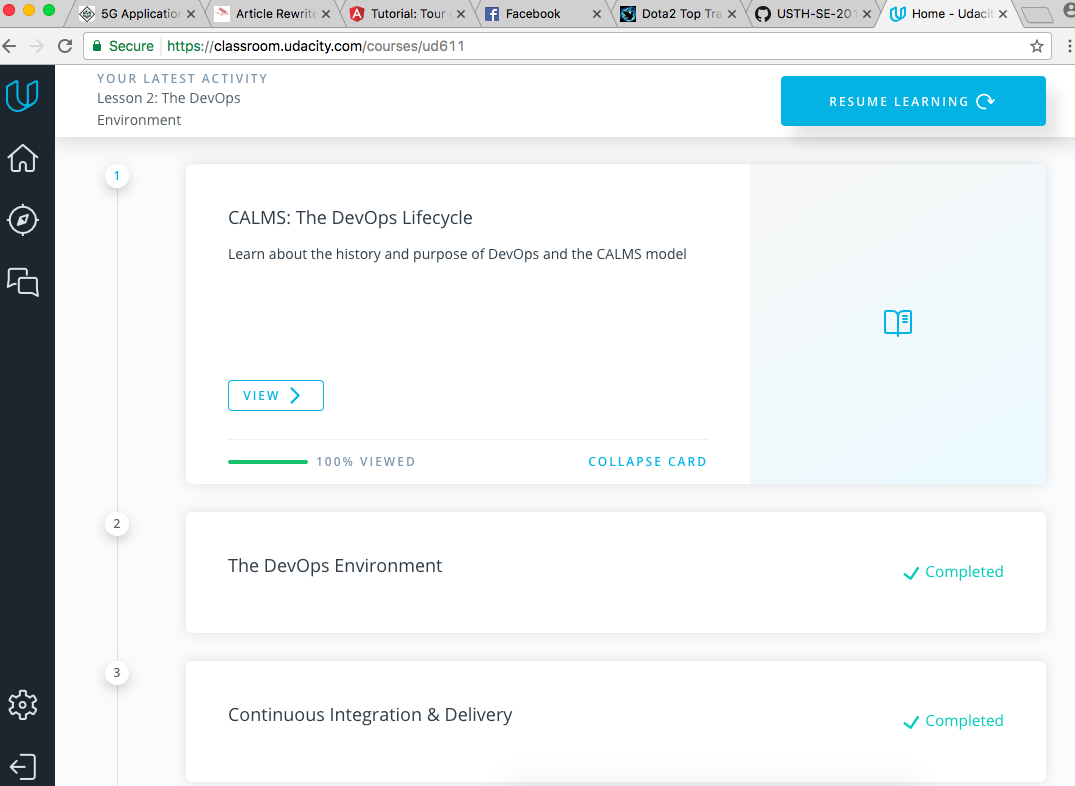 5G Application
Article Rewrite
Tutorial: Tour
Facebook
Dota2 Top Tra
USTH-SE-201
Home - Udacit
Secure https://classroom.udacity.com/courses/ud611
YOUR LATEST ACTIVITY
Lesson 2: The DevOps
Environment
RESUME LEARNING
1
CALMS: The DevOps Lifecycle
Learn about the history and purpose of DevOps and the CALMS model
VIEW
100% VIEWED
COLLAPSE CARD
2
The DevOps Environment
Completed
3
Continuous Integration & Delivery
Completed